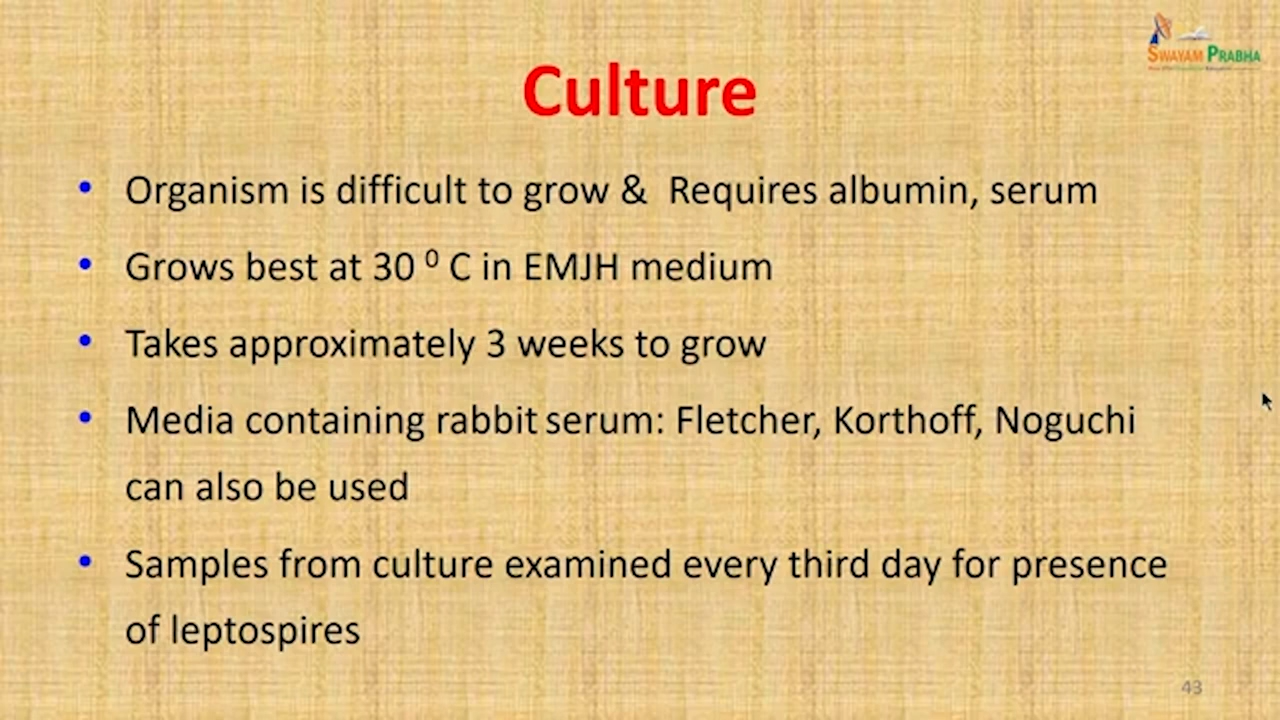 SWAYAM PRABHA
Culture
• Organism is difficult to grow & Requires albumin, serum
• Grows best at 30 ⁰ C in EMJH medium
• Takes approximately 3 weeks to grow
• Media containing rabbit serum: Fletcher, Korthoff, Noguchi
can also be used
• Samples from culture examined every third day for presence
of leptospires
43